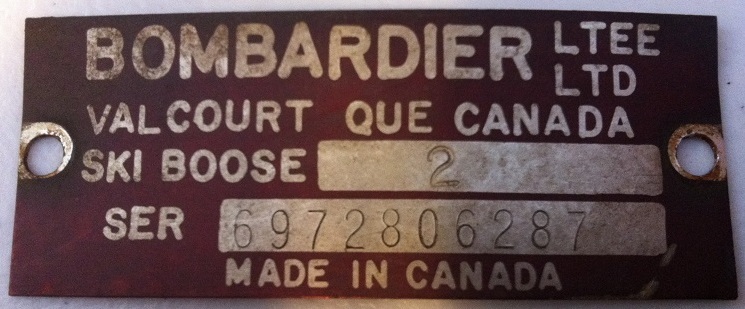 BOMBARDIER LTEE LTD
VALCOURT QUE CANADA
SKI BOOSE 2
SER 6972806287
MADE IN CANADA